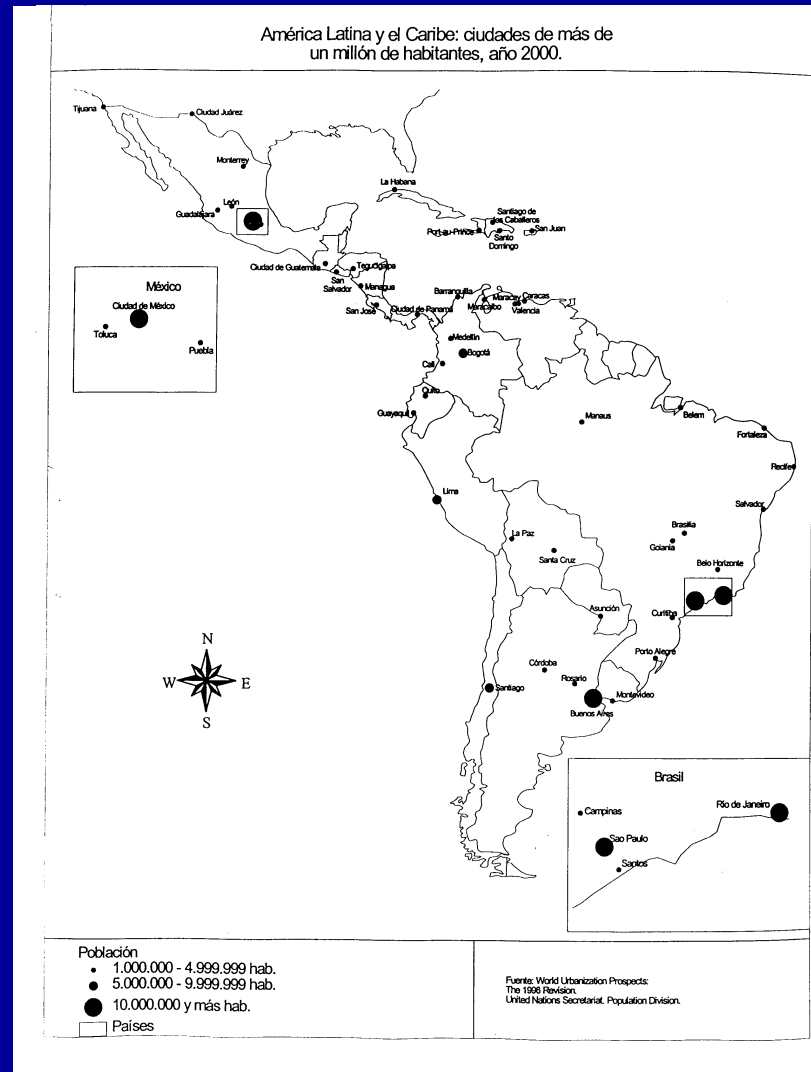 América Latina y el Caribe: ciudades de más de
un millón de habitantes, año 2000.
Tijuana
Ciudad Juárez
Monterrey
La Habana
León
Guadalajara
Santiago de
los Caballeros
Port-au-Prince
San Juan
Santo
Domingo
Ciudad de Guatemala
Tegucigalpa
San
Salvador
Managua
Barranquilla
Maracay
Caracas
Maracaibo
Valencia
San José
Ciudad de Panamá
México
Ciudad de México
Toluca
Puebla
Medellín
Bogotá
Cali
Quito
Guayaquil
Manaus
Belem
Fortaleza
Recife
Lima
Salvador
La Paz
Brasilia
Goiania
Santa Cruz
Belo Horizonte
Asunción
Curitiba
N
W
E
S
Porto Alegre
Córdoba
Rosario
Santiago
Montevideo
Buenos Aires
Brasil
Campinas
Río de Janeiro
Sao Paulo
Santos
Población
1.000.000 - 4.999.999 hab.
5.000.000 - 9.999.999 hab.
10.000.000 y más hab.
Países
Fuente: World Urbanization Prospects:
The 1996 Revision.
United Nations Secretariat. Population Division.